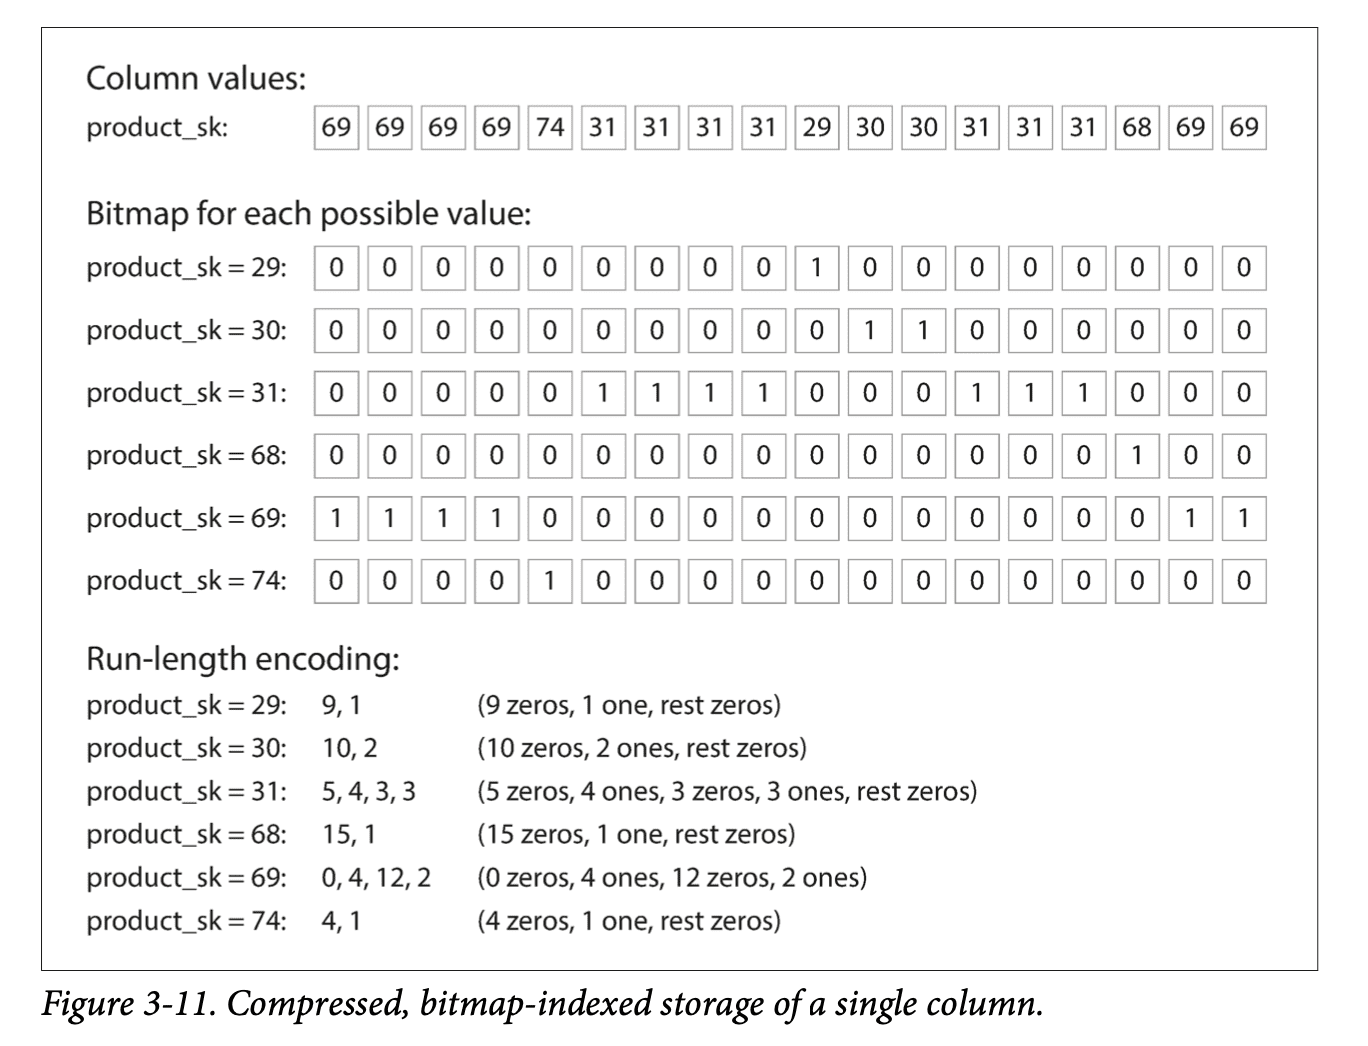 Column values:
product_sk: 69 69 69 69 74 31 31 31 31 29 30 30 31 31 31 68 69 69
Bitmap for each possible value:
product_sk = 29: 0 0 0 0 0 0 0 0 0 1 0 0 0 0 0 0 0 0
product_sk = 30: 0 0 0 0 0 0 0 0 0 0 1 1 0 0 0 0 0 0
product_sk = 31: 0 0 0 0 0 1 1 1 1 0 0 0 1 1 1 0 0 0
product_sk = 68: 0 0 0 0 0 0 0 0 0 0 0 0 0 0 0 1 0 0
product_sk = 69: 1 1 1 1 0 0 0 0 0 0 0 0 0 0 0 0 1 1
product_sk = 74: 0 0 0 0 1 0 0 0 0 0 0 0 0 0 0 0 0 0
Run-length encoding:
product_sk = 29: 9, 1 (9 zeros, 1 one, rest zeros)
product_sk = 30: 10, 2 (10 zeros, 2 ones, rest zeros)
product_sk = 31: 5, 4, 3, 3 (5 zeros, 4 ones, 3 zeros, 3 ones, rest zeros)
product_sk = 68: 15, 1 (15 zeros, 1 one, rest zeros)
product_sk = 69: 0, 4, 12, 2 (0 zeros, 4 ones, 12 zeros, 2 ones)
product_sk = 74: 4, 1 (4 zeros, 1 one, rest zeros)
Figure 3-11. Compressed, bitmap-indexed storage of a single column.